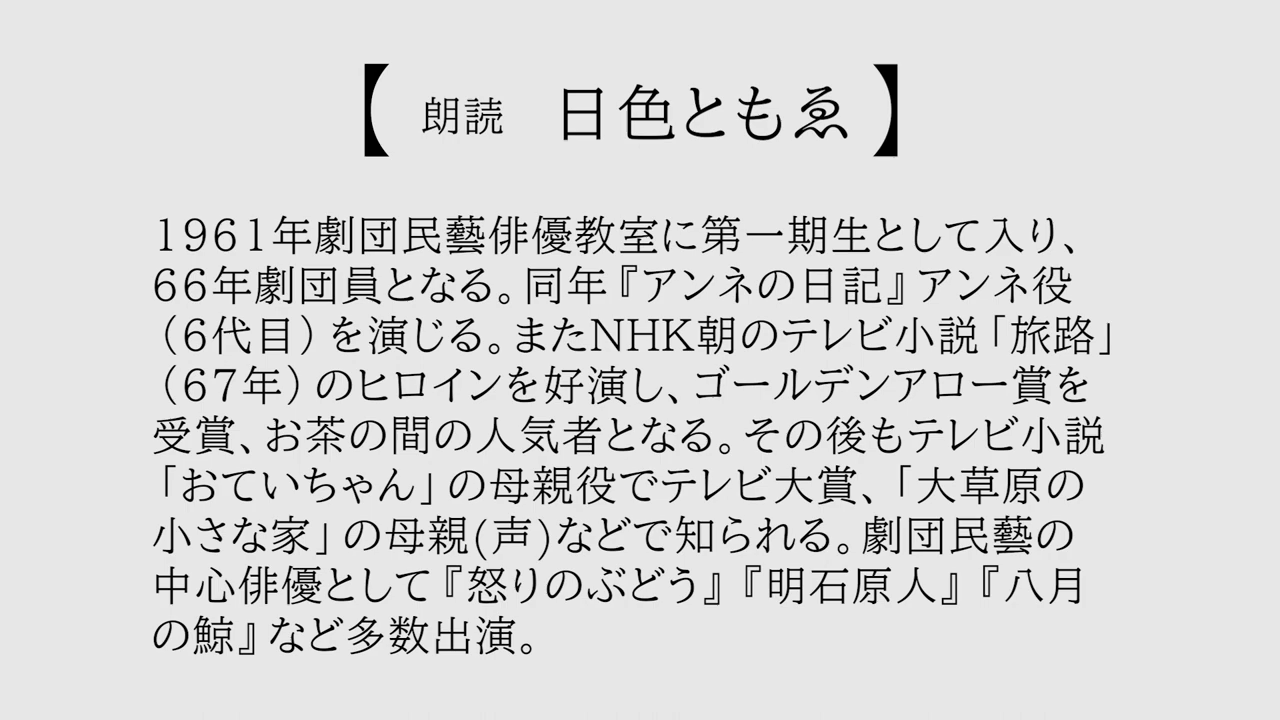 【 朗読　日色ともゑ 】
1961年劇団民藝俳優教室に第一期生として入り、
66年劇団員となる。同年『アンネの日記』アンネ役
（6代目）を演じる。またNHK朝のテレビ小説「旅路」
（67年）のヒロインを好演し、ゴールデンアロー賞を
受賞、お茶の間の人気者となる。その後もテレビ小説
「おていちゃん」の母親役でテレビ大賞、「大草原の
小さな家」の母親(声)などで知られる。劇団民藝の
中心俳優として『怒りのぶどう』『明石原人』『八月
の鯨』など多数出演。